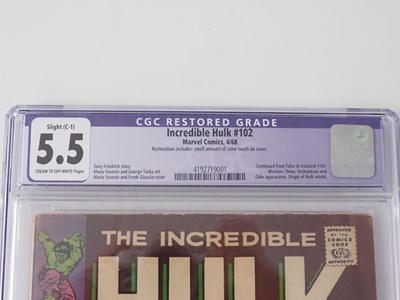 CGC RESTORED GRADE
Slight (C-1)
5.5
CREAM TO OFF-WHITE Pages
Incredible Hulk #102
Marvel Comics, 4/68
Restoration includes: small amount of color touch on cover.
Gary Friedrich story
Marie Severin and George Tuska art
Marie Severin and Frank Giacoia cover
4192719001
Continued from Tales to Astonish #101.
Warriors Three, Enchantress and
Odin appearance. Origin of Hulk retold.
APPROVED
BY THE
COMICS
CODE
AUTHORITY
THE INCREDIBLE
HULK